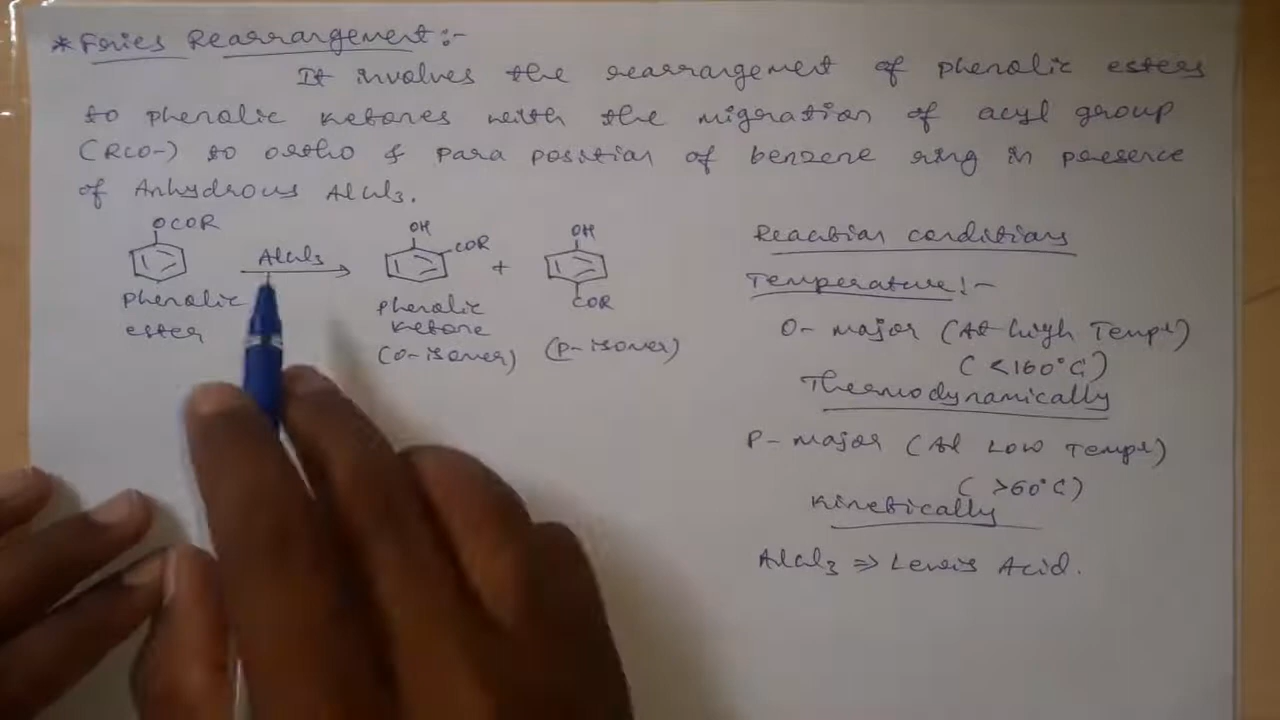 * Fries Rearrangement :-
It involves the rearrangement of phenolic esters
to phenolic ketones with the migration of acyl group
(RCO-) to ortho & para position of benzene ring in presence
of Anhydrous AlCl3.
OCOR
AlCl3
Phenolic
ester
OH
COR
+
Phenolic
Ketone
(O-isomer)
OH
COR
(P-isomer)
Reaction conditions
Temperature :-
O- major (At high Tempr)
( <160°C)
Thermodynamically
P- major (At Low Tempr)
( >60°C)
Kinetically
AlCl3 ⇒ Lewis Acid.